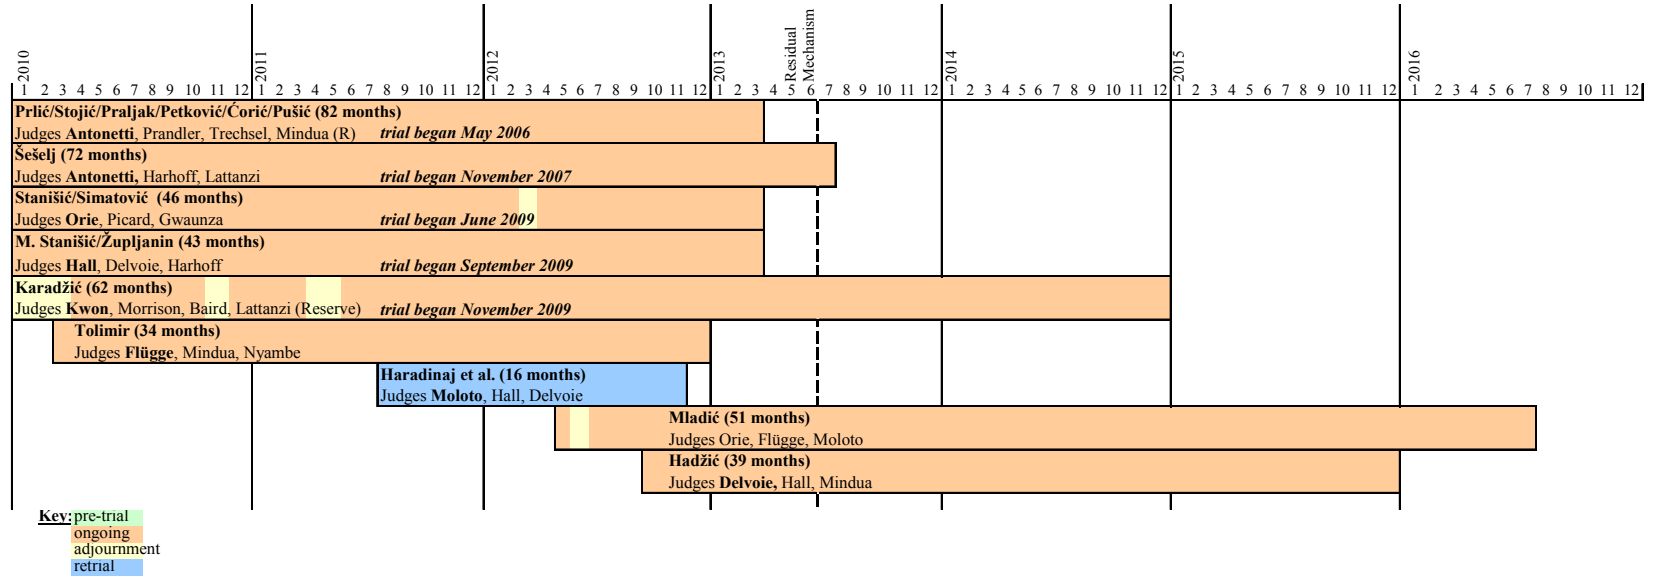 2010 2011 2012 2013 Residual Mechanism 2014 2015 2016
1 2 3 4 5 6 7 8 9 10 11 12 1 2 3 4 5 6 7 8 9 10 11 12 1 2 3 4 5 6 7 8 9 10 11 12 1 2 3 4 5 6 7 8 9 10 11 12 1 2 3 4 5 6 7 8 9 10 11 12 1 2 3 4 5 6 7 8 9 10 11 12 1 2 3 4 5 6 7 8 9 10 11 12
Prlić/Stojić/Praljak/Petković/Ćorić/Pušić (82 months)
Judges Antonetti, Prandler, Trechsel, Mindua (R) trial began May 2006
Šešelj (72 months)
Judges Antonetti, Harhoff, Lattanzi trial began November 2007
Stanišić/Simatović (46 months)
Judges Orie, Picard, Gwaunza trial began June 2009
M. Stanišić/Župljanin (43 months)
Judges Hall, Delvoie, Harhoff trial began September 2009
Karadžić (62 months)
Judges Kwon, Morrison, Baird, Lattanzi (Reserve) trial began November 2009
Tolimir (34 months)
Judges Flügge, Mindua, Nyambe
Haradinaj et al. (16 months)
Judges Moloto, Hall, Delvoie
Mladić (51 months)
Judges Orie, Flügge, Moloto
Hadžić (39 months)
Judges Delvoie, Hall, Mindua
Key: pre-trial
ongoing
adjournment
retrial